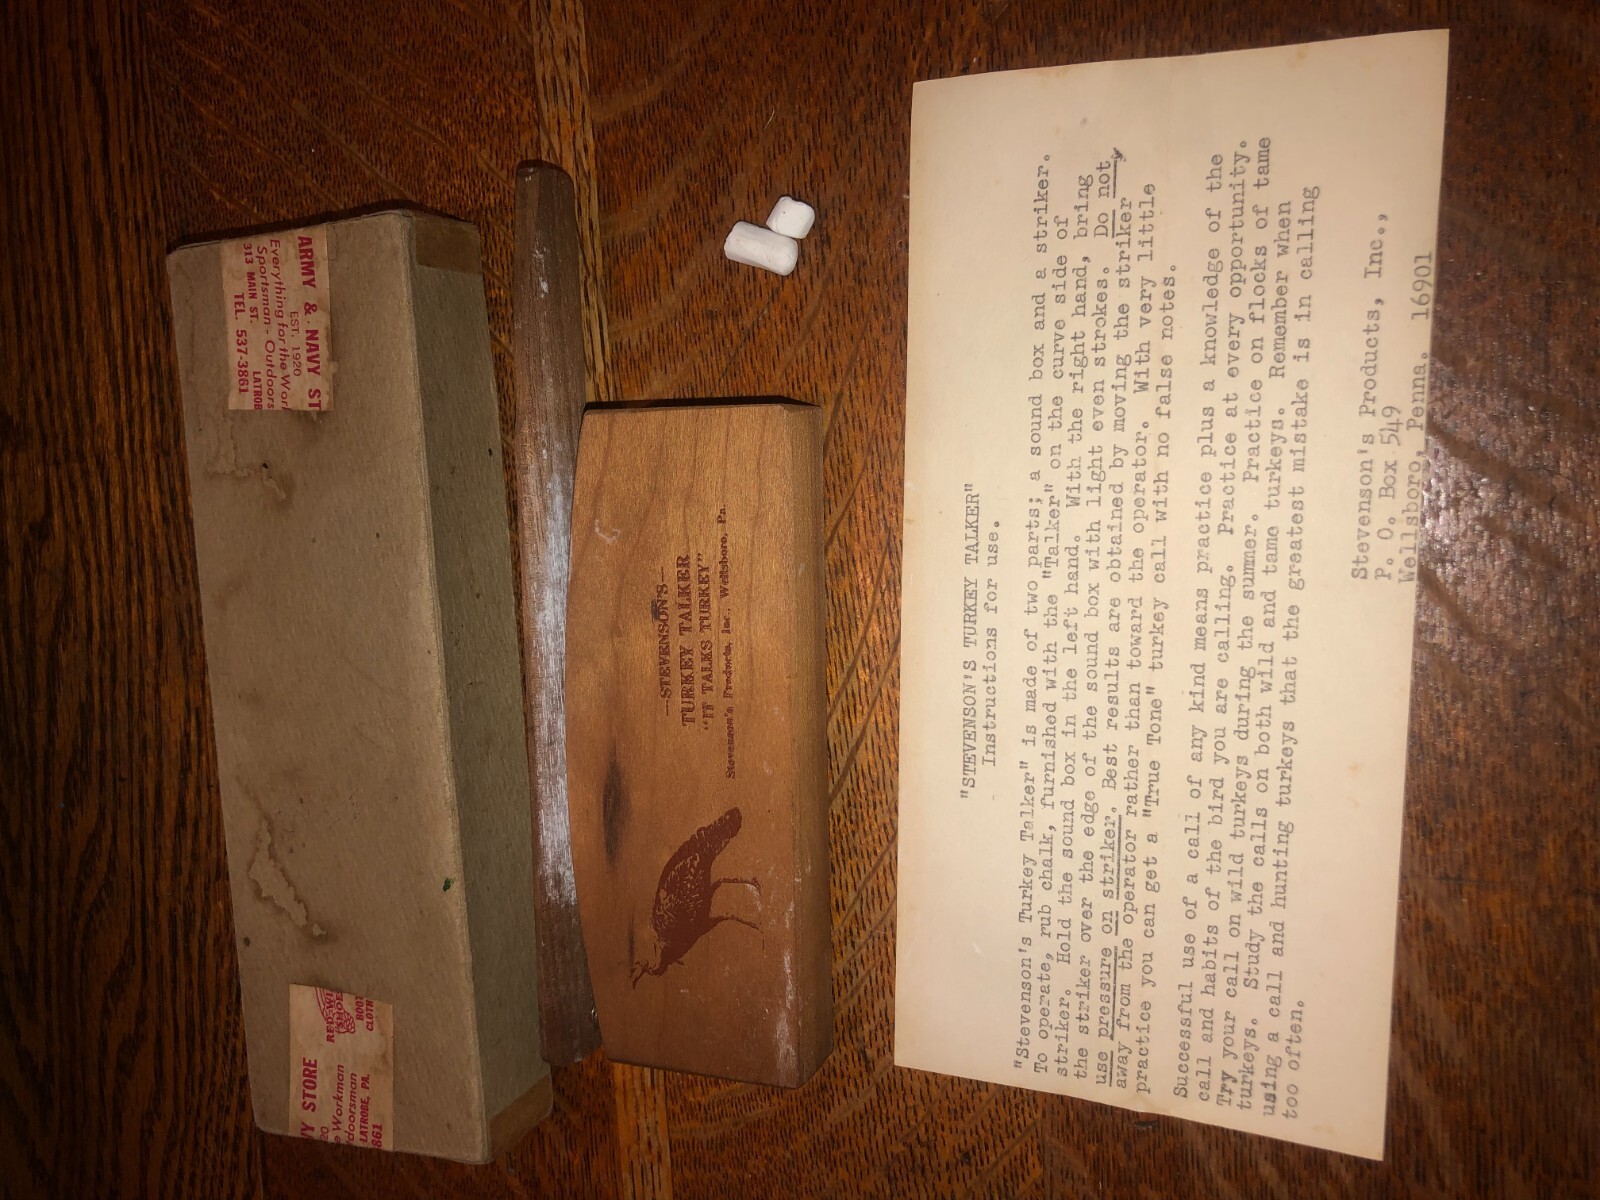 ARMY & NAVY ST
EST. 1920
Everything for the Wor
Sportsman - Outdoors
313 MAIN ST. LATROB
TEL. 537-3861
VY STORE
20
e Workman
doorsman
LATROBE, PA.
861
RED WI
SHOE
BOOT
CLOTH
—STEVENSON'S—
TURKEY TALKER
"IT TALKS TURKEY"
Stevenson's Products, Inc., Wellsboro, Pa.
"STEVENSON'S TURKEY TALKER"
Instructions for use.
"Stevenson's Turkey Talker" is made of two parts; a sound box and a striker.
To operate, rub chalk, furnished with the "Talker" on the curve side of
striker. Hold the sound box in the left hand. With the right hand, bring
the striker over the edge of the sound box with light even strokes. Do not
use pressure on striker. Best results are obtained by moving the striker
away from the operator rather than toward the operator. With very little
practice you can get a "True Tone" turkey call with no false notes.
Successful use of a call of any kind means practice plus a knowledge of the
call and habits of the bird you are calling. Practice at every opportunity.
Try your call on wild turkeys during the summer. Practice on flocks of tame
turkeys. Study the calls on both wild and tame turkeys. Remember when
using a call and hunting turkeys that the greatest mistake is in calling
too often.
Stevenson's Products, Inc.,
P. O. Box 549
Wellsboro, Penna. 16901